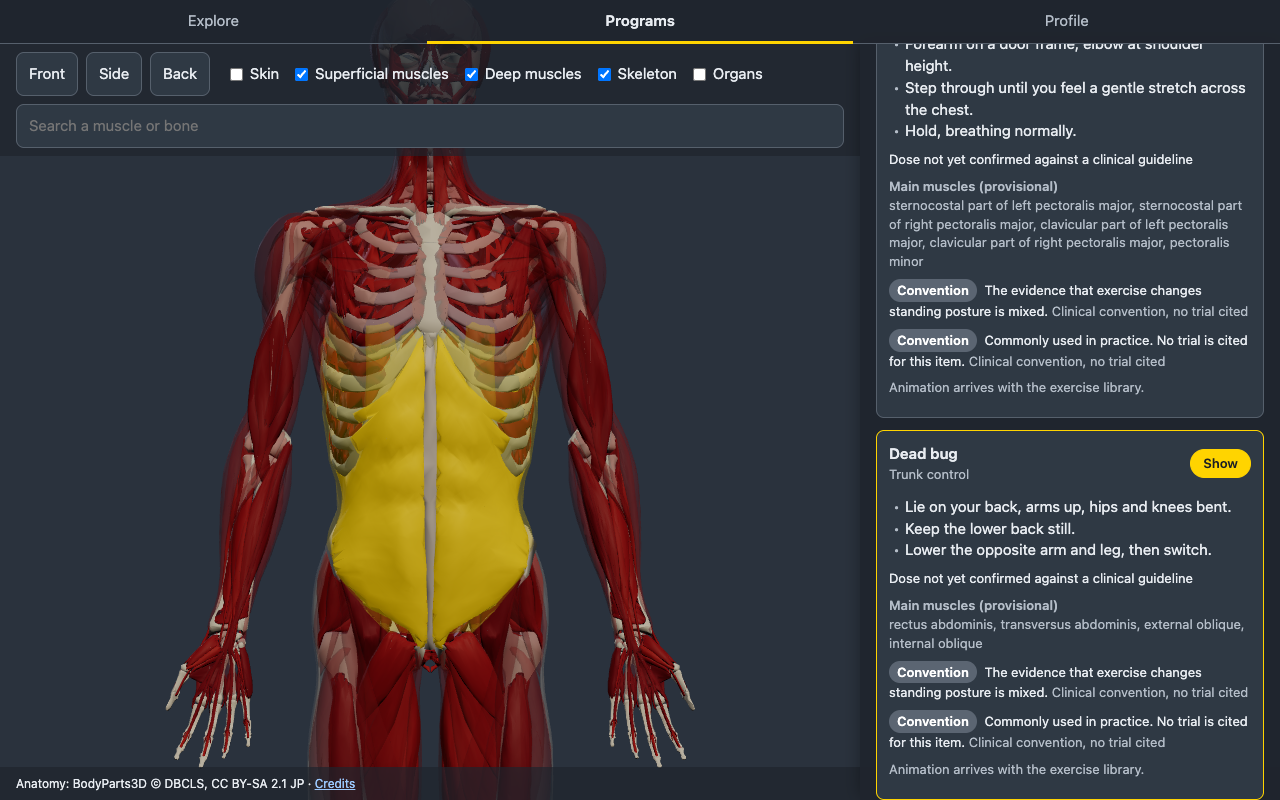 Explore
Programs
Profile
Front
Side
Back
Skin
Superficial muscles
Deep muscles
Skeleton
Organs
Search a muscle or bone
Forearm on a door frame, elbow at shoulder
height.
Step through until you feel a gentle stretch across
the chest.
Hold, breathing normally.
Dose not yet confirmed against a clinical guideline
Main muscles (provisional)
sternocostal part of left pectoralis major, sternocostal part
of right pectoralis major, clavicular part of left pectoralis
major, clavicular part of right pectoralis major, pectoralis
minor
Convention The evidence that exercise changes
standing posture is mixed. Clinical convention, no trial cited
Convention Commonly used in practice. No trial is cited
for this item. Clinical convention, no trial cited
Animation arrives with the exercise library.
Dead bug
Trunk control
Show
Lie on your back, arms up, hips and knees bent.
Keep the lower back still.
Lower the opposite arm and leg, then switch.
Dose not yet confirmed against a clinical guideline
Main muscles (provisional)
rectus abdominis, transversus abdominis, external oblique,
internal oblique
Convention The evidence that exercise changes
standing posture is mixed. Clinical convention, no trial cited
Convention Commonly used in practice. No trial is cited
for this item. Clinical convention, no trial cited
Animation arrives with the exercise library.
Anatomy: BodyParts3D © DBCLS, CC BY-SA 2.1 JP · Credits